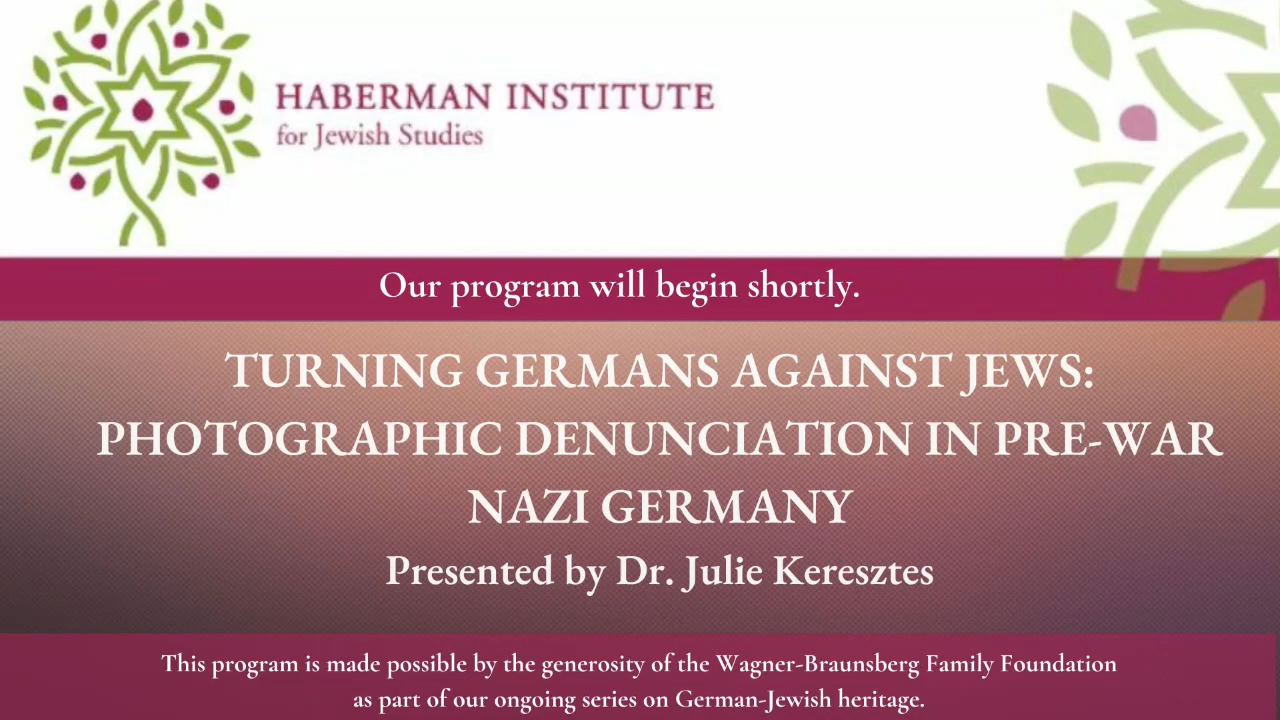 HABERMAN INSTITUTE
for Jewish Studies
Our program will begin shortly.
TURNING GERMANS AGAINST JEWS:
PHOTOGRAPHIC DENUNCIATION IN PRE-WAR
NAZI GERMANY
Presented by Dr. Julie Keresztes
This program is made possible by the generosity of the Wagner-Braunsberg Family Foundation
as part of our ongoing series on German-Jewish heritage.